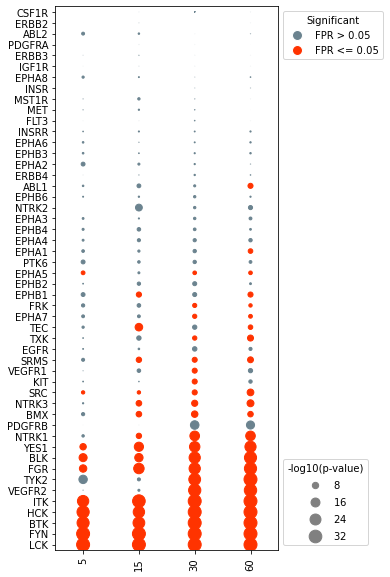 CSF1R
ERBB2
ABL2
PDGFRA
ERBB3
IGF1R
EPHA8
INSR
MST1R
MET
FLT3
INSRR
EPHA6
EPHB3
EPHA2
ERBB4
ABL1
EPHB6
NTRK2
EPHA3
EPHB4
EPHA4
EPHA1
PTK6
EPHA5
EPHB2
EPHB1
FRK
EPHA7
TEC
TXK
EGFR
SRMS
VEGFR1
KIT
SRC
NTRK3
BMX
PDGFRB
NTRK1
YES1
BLK
FGR
TYK2
VEGFR2
ITK
HCK
BTK
FYN
LCK
5
15
30
60
Significant
FPR > 0.05
FPR <= 0.05
-log10(p-value)
8
16
24
32